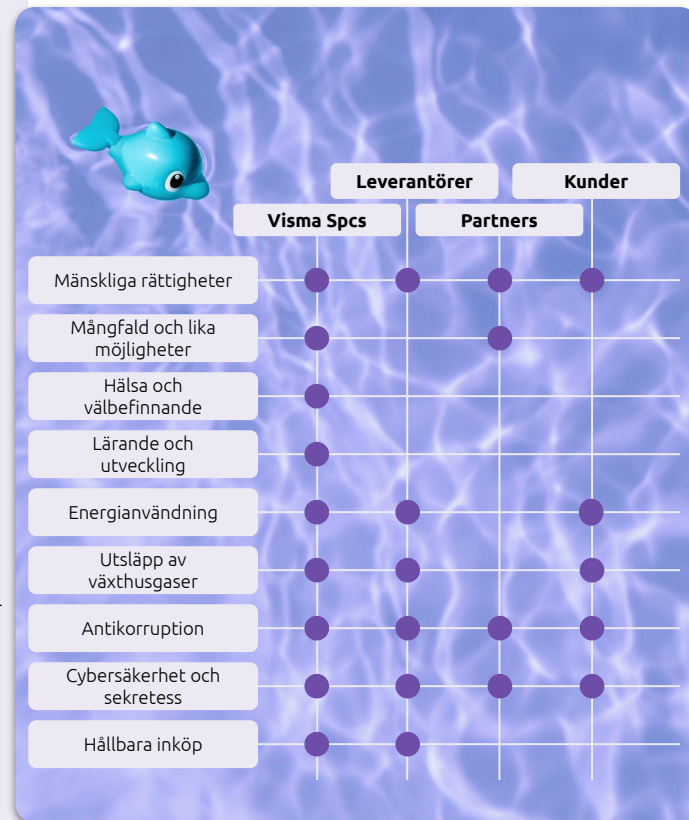 Leverantörer
Kunder
Visma Spcs
Partners
Mänskliga rättigheter
Mångfald och lika
möjligheter
Hälsa och
välbefinnande
Lärande och
utveckling
Energianvändning
Utsläpp av
växthusgaser
Antikorruption
Cybersäkerhet och
sekretess
Hållbara inköp